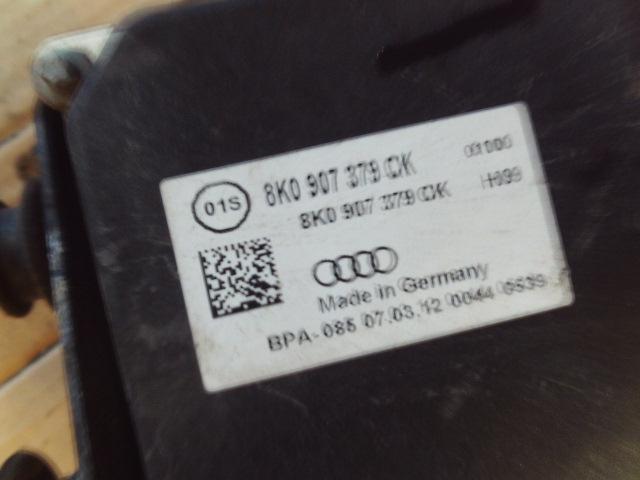 01S
8K0 907 379 CK
8K0 907 379 CK H099
Made in Germany
BPA-085 07.03.12 0044